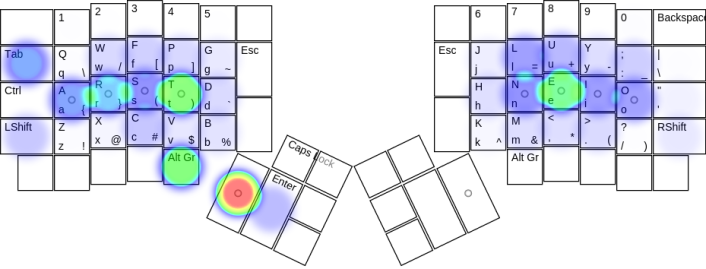 1 2 3 4 5
6 7 8 9 0 Backspace
Tab Q q \ W w / F f [ P p ] G g ~ Esc
Esc J j L l = U u + Y y - ; : _ | \
Ctrl A a { R r } S s ( T t ) D d `
H h N n E e I O o " '
LShift Z z ! X x @ C c # V v $ B b %
K k ^ M m & < , * > . ( ? / ) RShift
Alt Gr
Alt Gr
Caps Lock
Enter